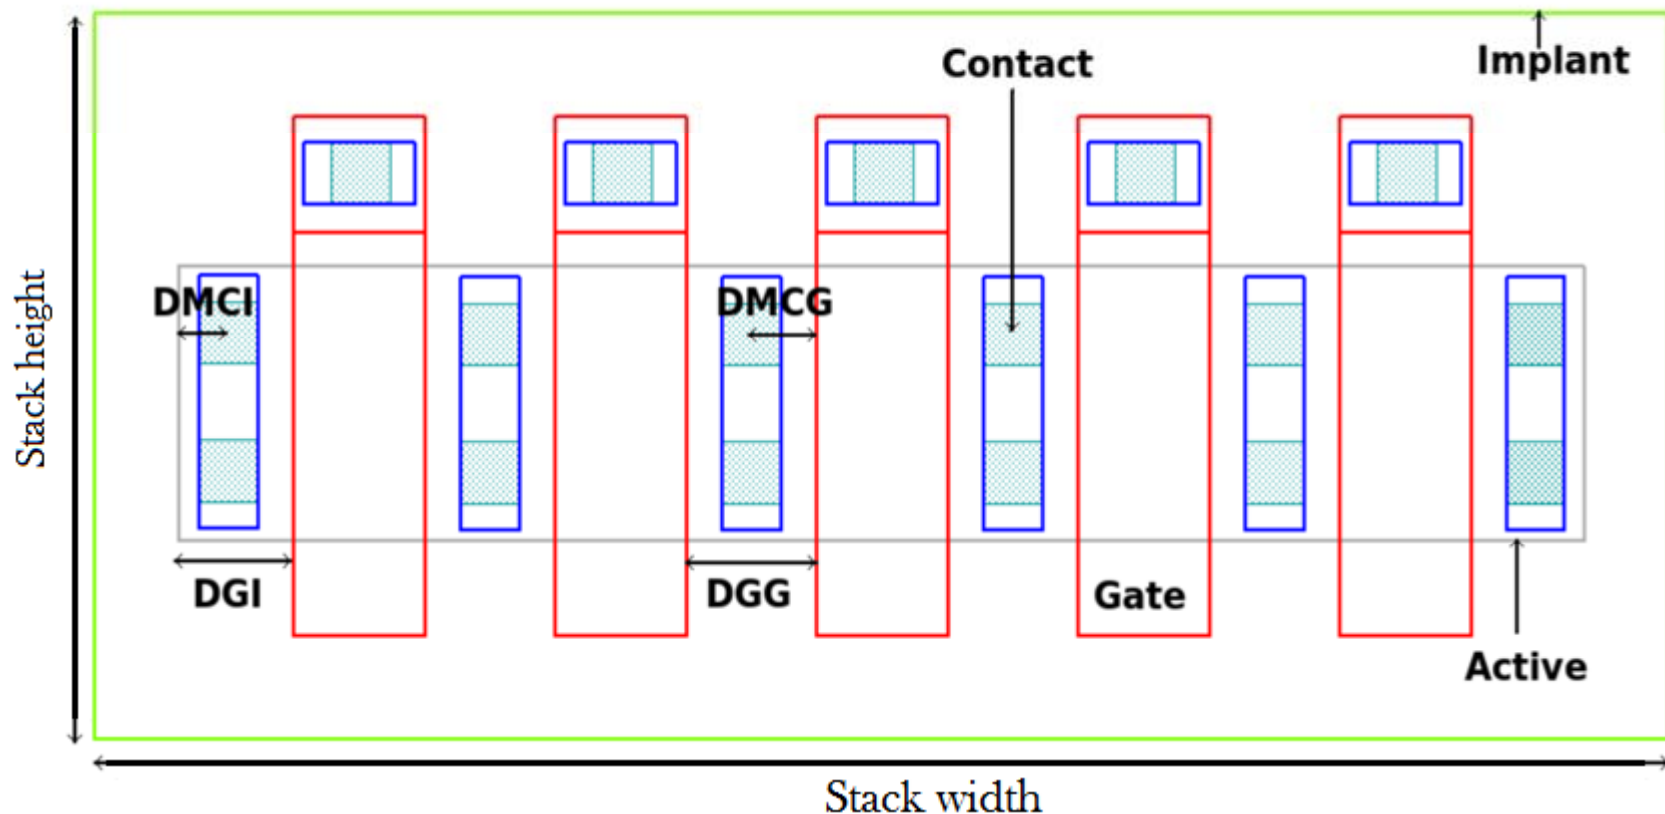 Implant
Contact
Stack height
DMCI
DMCG
DGI
DGG
Gate
Active
Stack width